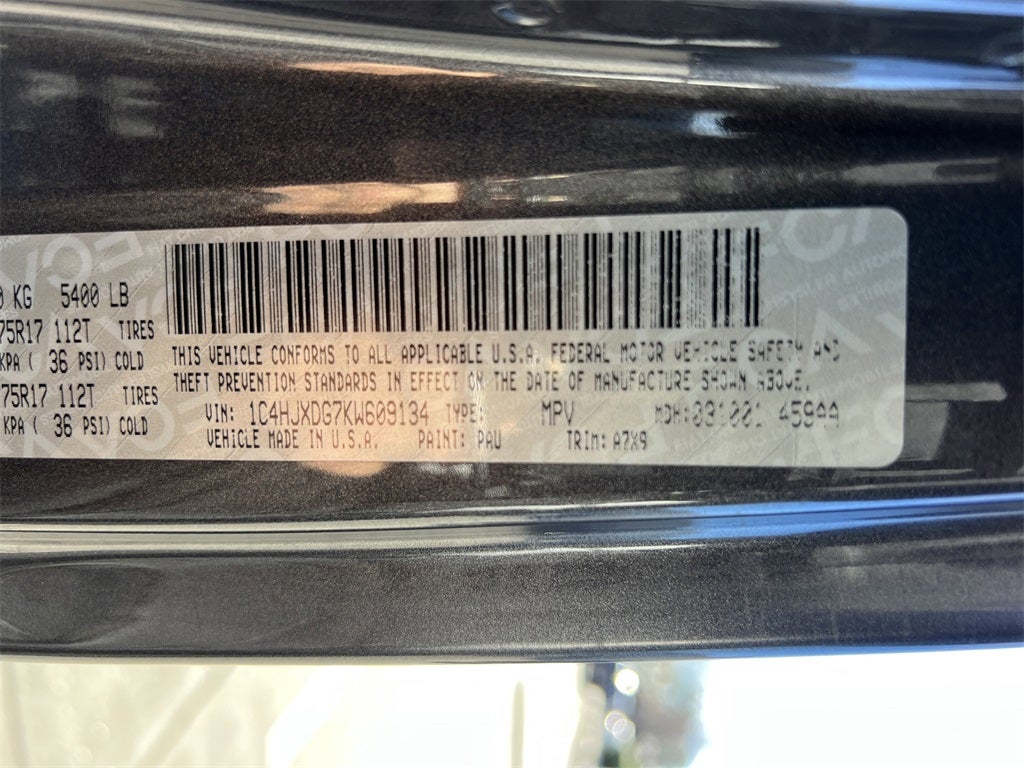 0 KG 5400 LB
75R17 112T TIRES
KPA ( 36 PSI) COLD
75R17 112T TIRES
KPA ( 36 PSI) COLD
THIS VEHICLE CONFORMS TO ALL APPLICABLE U.S.A. FEDERAL MOTOR VEHICLE SAFETY AND
THEFT PREVENTION STANDARDS IN EFFECT ON THE DATE OF MANUFACTURE SHOWN ABOVE.
VIN: 1C4HJXDG7KW609134 TYPE: MPV MDH:031001
VEHICLE MADE IN U.S.A. PAINT: PAU TRIM: A7X9